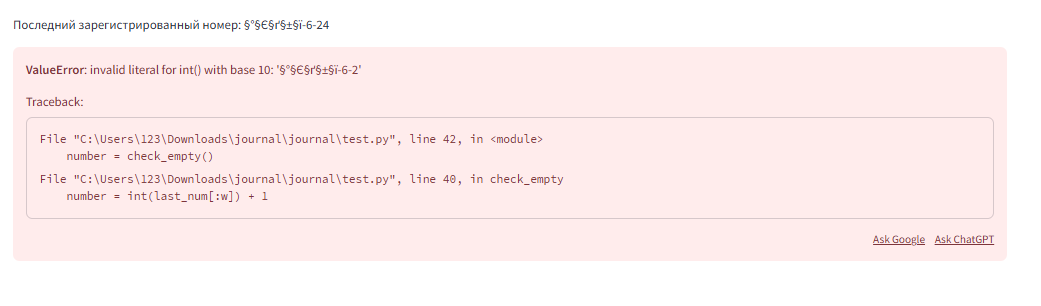 Последний зарегистрированный номер: §°§Є§ґ§±§ї-6-24
ValueError: invalid literal for int() with base 10: '§°§Є§ґ§±§ї-6-2'
Traceback:
File "C:\Users\123\Downloads\journal\journal\test.py", line 42, in <module>
    number = check_empty()
File "C:\Users\123\Downloads\journal\journal\test.py", line 40, in check_empty
    number = int(last_num[:w]) + 1
Ask Google Ask ChatGPT